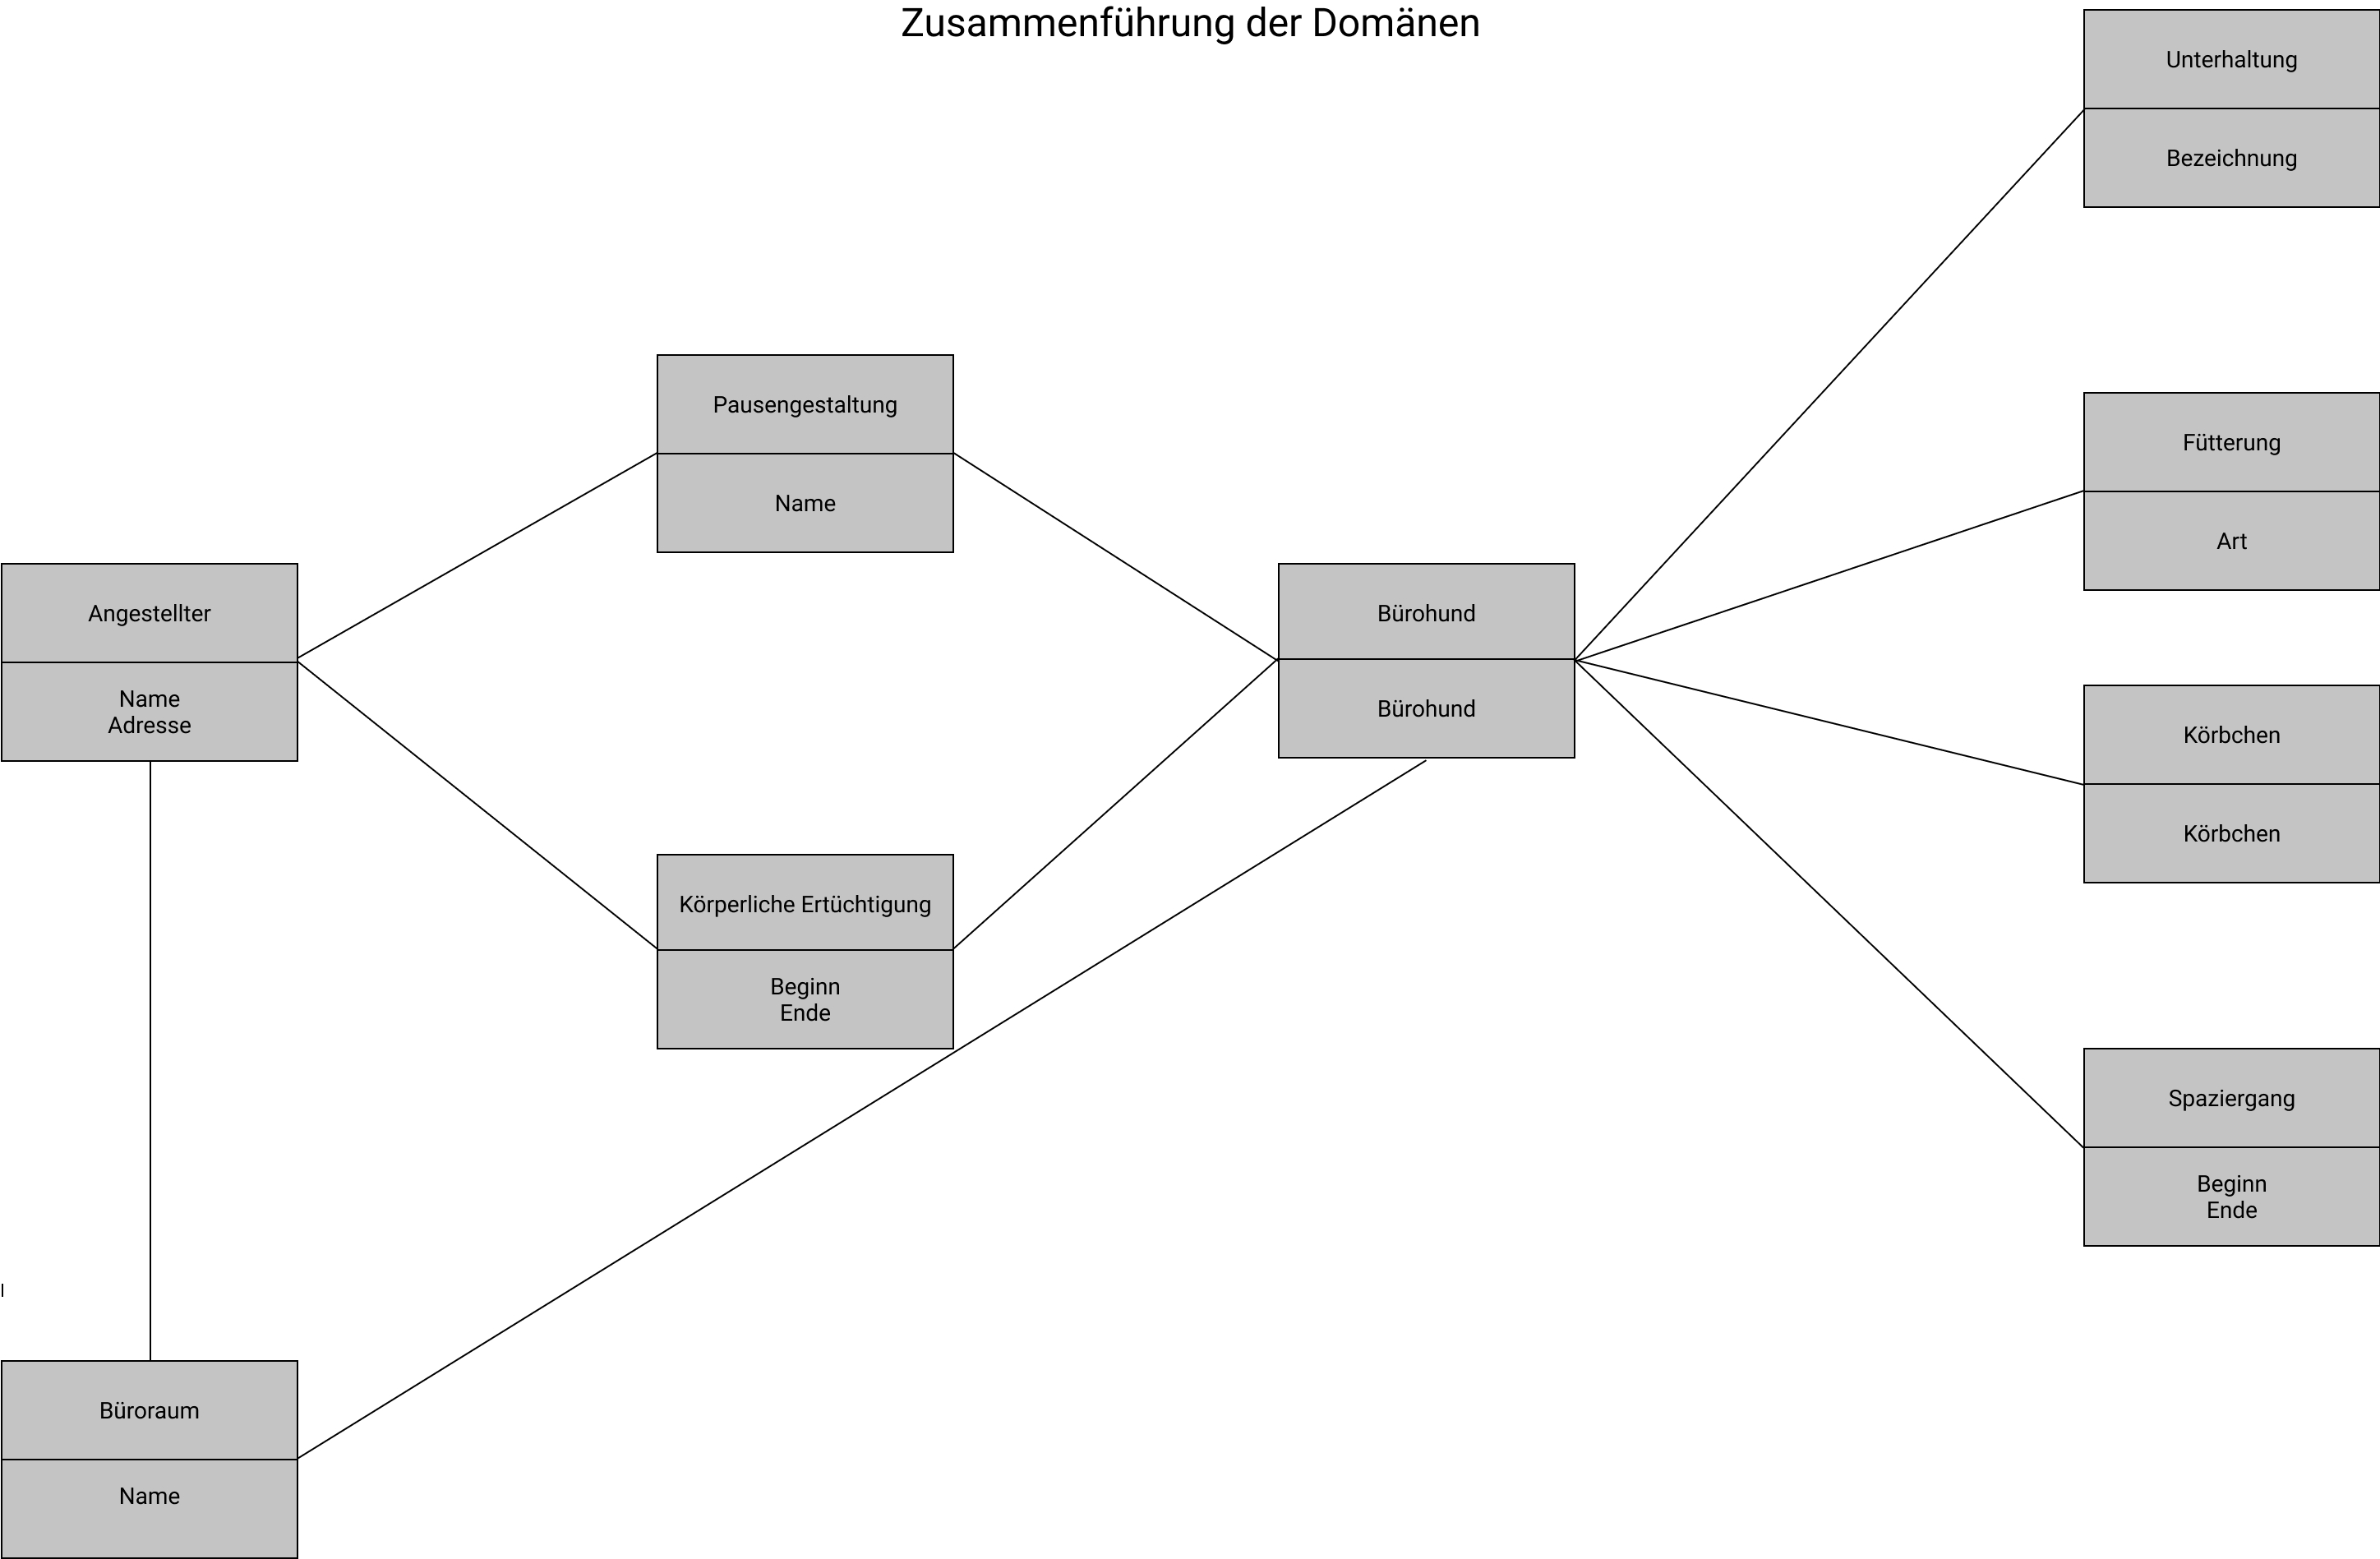 Zusammenführung der Domänen
Unterhaltung
Bezeichnung
Pausengestaltung
Name
Fütterung
Art
Angestellter
Name
Adresse
Bürohund
Bürohund
Körbchen
Körbchen
Körperliche Ertüchtigung
Beginn
Ende
Spaziergang
Beginn
Ende
Büroraum
Name